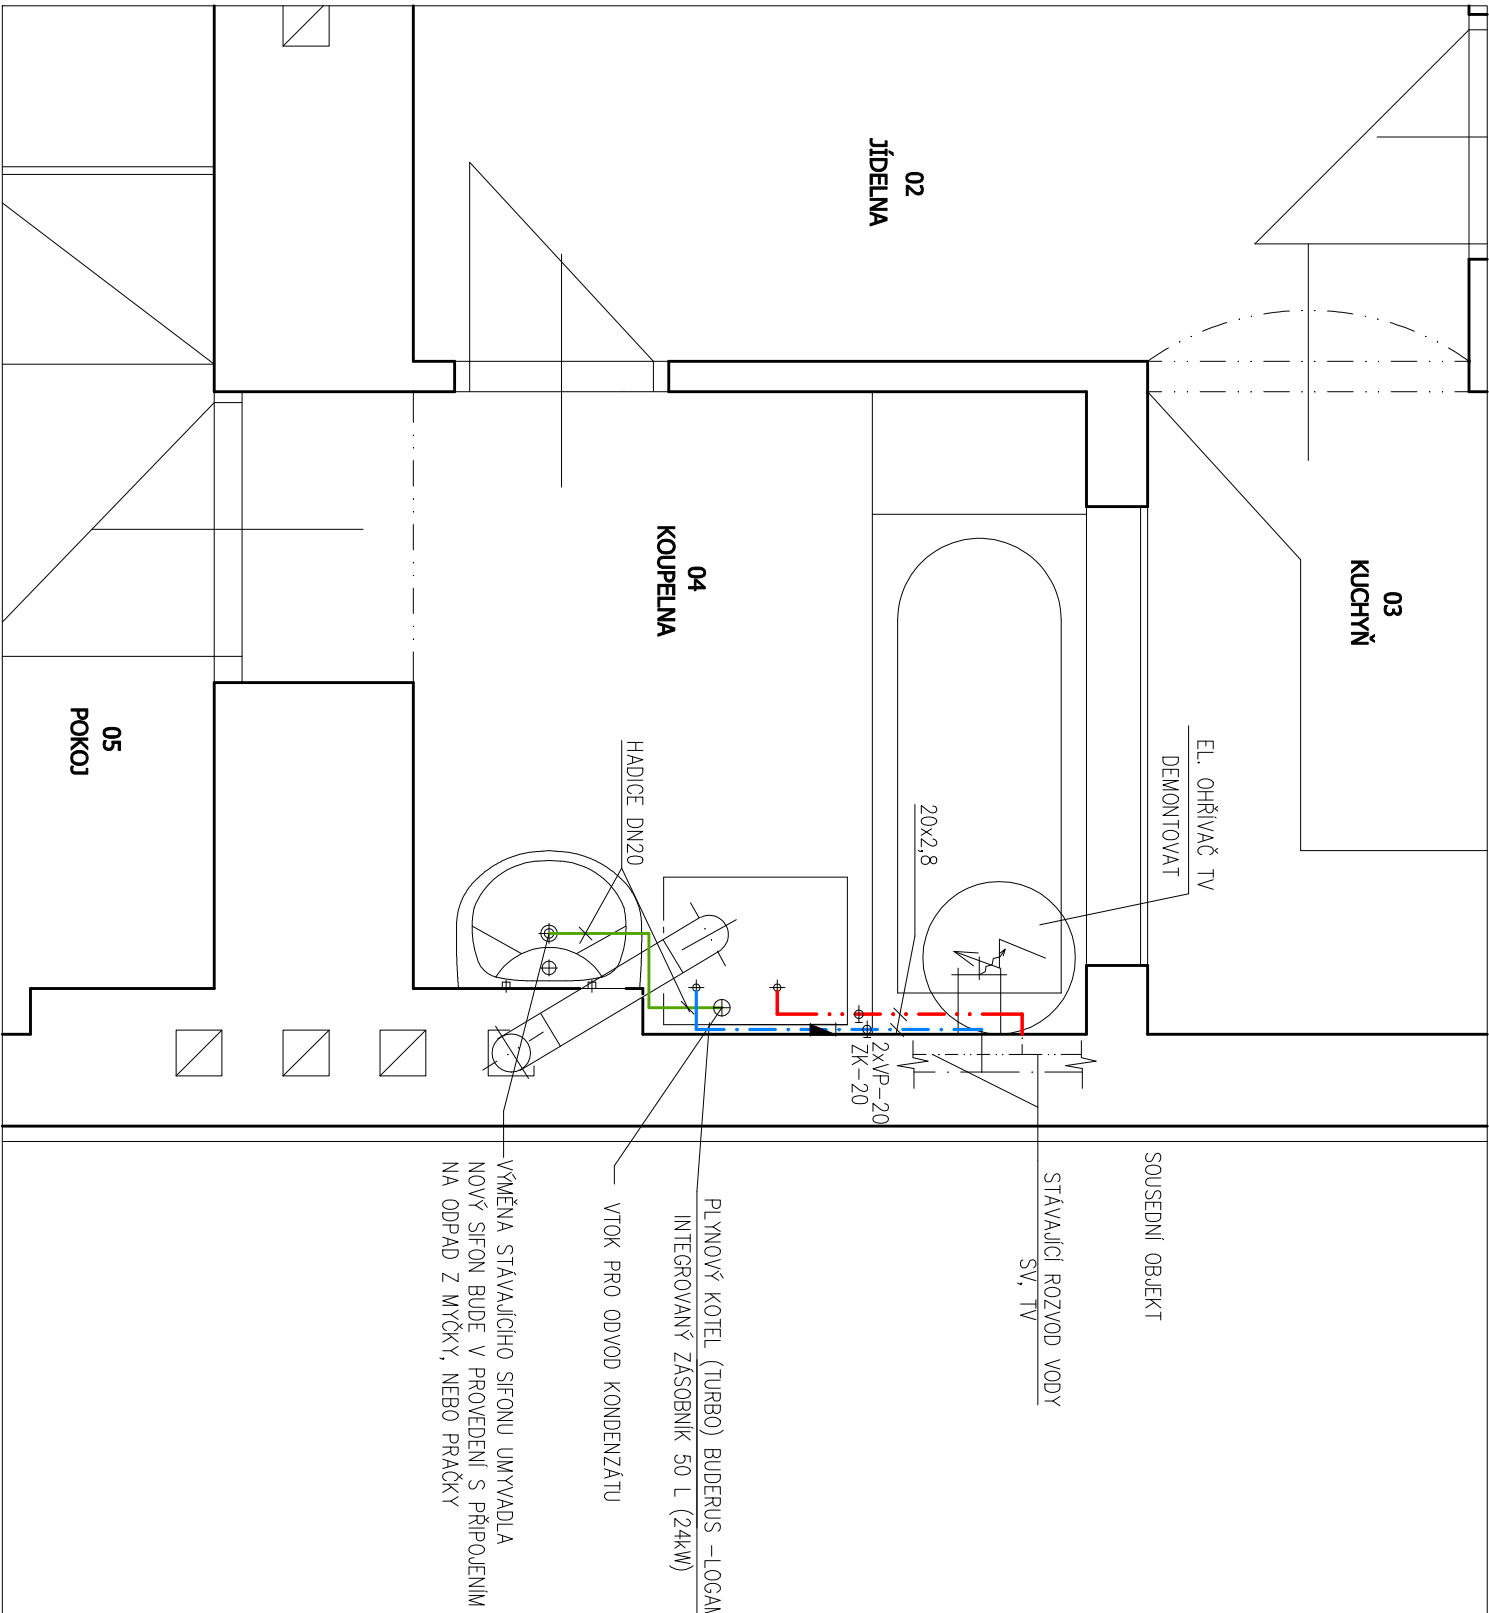 02
JÍDELNA
03
KUCHYŇ
04
KOUPELNA
05
POKOJ
EL. OHŘÍVAČ TV
DEMONTOVAT
20x2,8
HADICE DN20
2xVP-20
ZK-20
SOUSEDNÍ OBJEKT
STÁVAJÍCÍ ROZVOD VODY
SV, TV
PLYNOVÝ KOTEL (TURBO) BUDERUS -LOGAM
INTEGROVANÝ ZÁSOBNÍK 50 L (24kW)
VTOK PRO ODVOD KONDENZÁTU
VÝMĚNA STÁVAJÍCÍHO SIFONU UMYVADLA
NOVÝ SIFON BUDE V PROVEDENÍ S PŘIPOJENÍM
NA ODPAD Z MYČKY, NEBO PRAČKY